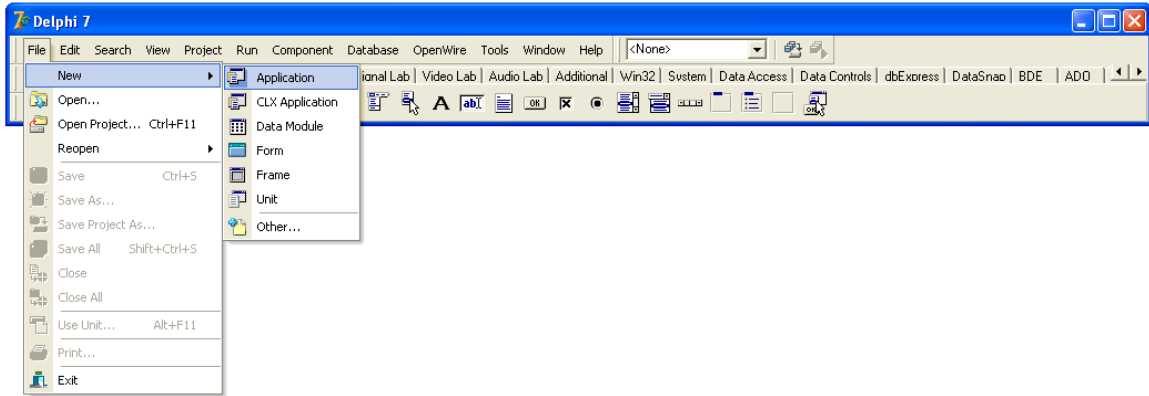 Delphi 7
File Edit Search View Project Run Component Database OpenWire Tools Window Help <None>
New Application ional Lab Video Lab Audio Lab Additional Win32 System Data Access Data Controls dbExpress DataSnap BDE ADO
Open... CLX Application
Open Project... Ctrl+F11 Data Module
Reopen Form
Save Ctrl+S Frame
Save As... Unit
Save Project As... Other...
Save All Shift+Ctrl+S
Close
Close All
Use Unit... Alt+F11
Print...
Exit